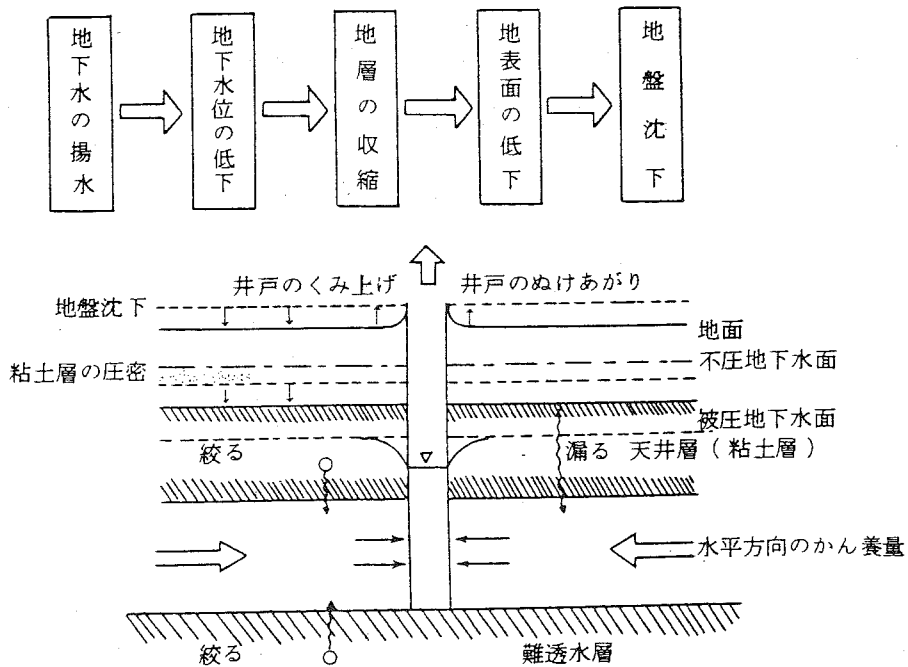 地下水の揚水
地下水位の低下
地層の収縮
地表面の低下
地盤沈下
井戸のくみ上げ
井戸のぬけあがり
地盤沈下
地面
不圧地下水面
粘土層の圧密
被圧地下水面
絞る
漏る 天井層(粘土層)
水平方向のかん養量
絞る
難透水層